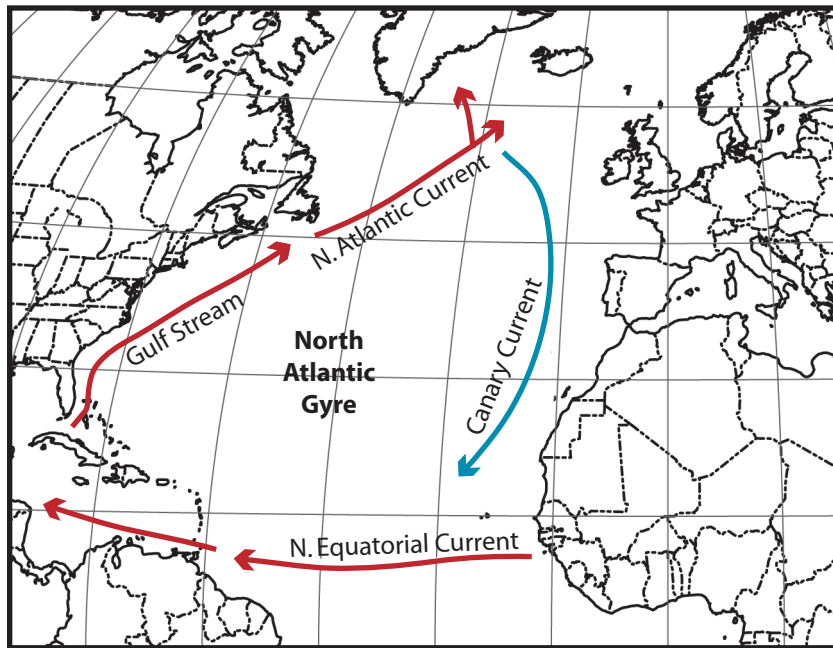 N. Atlantic Current
Gulf Stream
North
Atlantic
Gyre
Canary Current
N. Equatorial Current